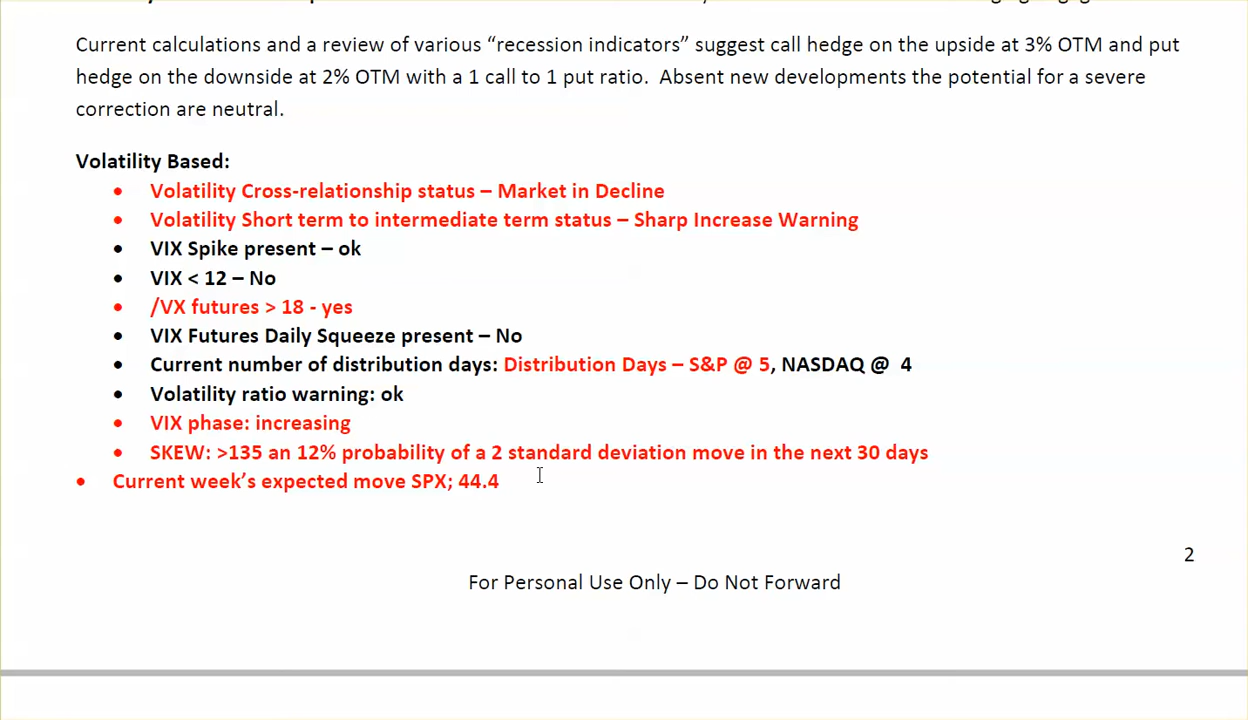 Current calculations and a review of various “recession indicators” suggest call hedge on the upside at 3% OTM and put
hedge on the downside at 2% OTM with a 1 call to 1 put ratio.  Absent new developments the potential for a severe
correction are neutral.
Volatility Based:
• Volatility Cross-relationship status – Market in Decline
• Volatility Short term to intermediate term status – Sharp Increase Warning
• VIX Spike present – ok
• VIX < 12 – No
• /VX futures > 18 - yes
• VIX Futures Daily Squeeze present – No
• Current number of distribution days: Distribution Days – S&P @ 5, NASDAQ @  4
• Volatility ratio warning: ok
• VIX phase: increasing
• SKEW: >135 an 12% probability of a 2 standard deviation move in the next 30 days
• Current week’s expected move SPX; 44.4
2
For Personal Use Only – Do Not Forward